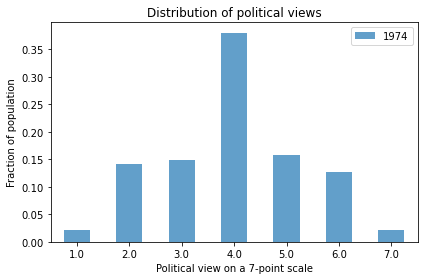 Distribution of political views
1974
Fraction of population
0.35
0.30
0.25
0.20
0.15
0.10
0.05
0.00
1.0 2.0 3.0 4.0 5.0 6.0 7.0
Political view on a 7-point scale